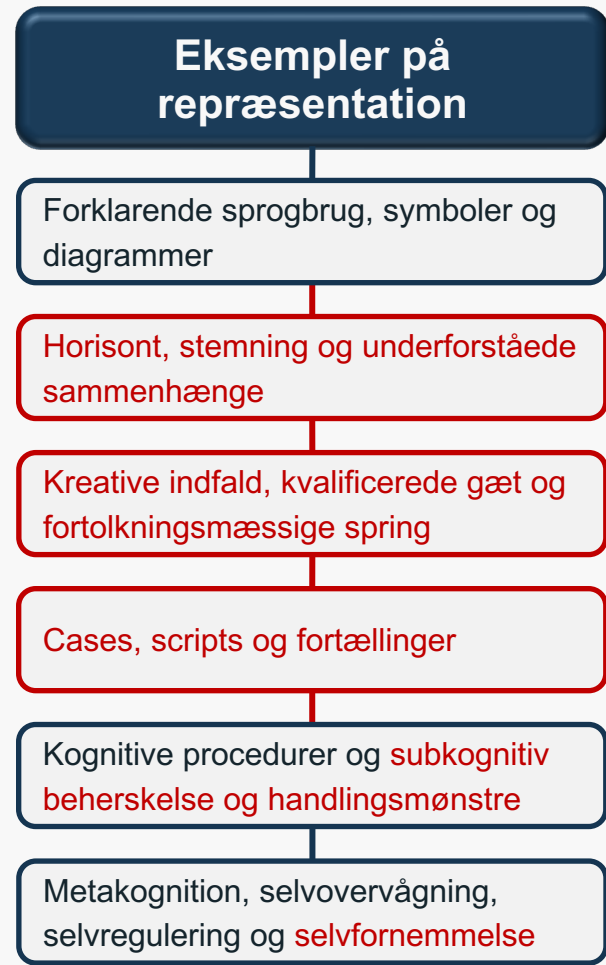 Eksempler på
repræsentation
Forklarende sprogbrug, symboler og
diagrammer
Horisont, stemning og underforståede
sammenhænge
Kreative indfald, kvalificerede gæt og
fortolkningsmæssige spring
Cases, scripts og fortællinger
Kognitive procedurer og subkognitiv
beherskelse og handlingsmønstre
Metakognition, selvovervågning,
selvregulering og selvfornemmelse